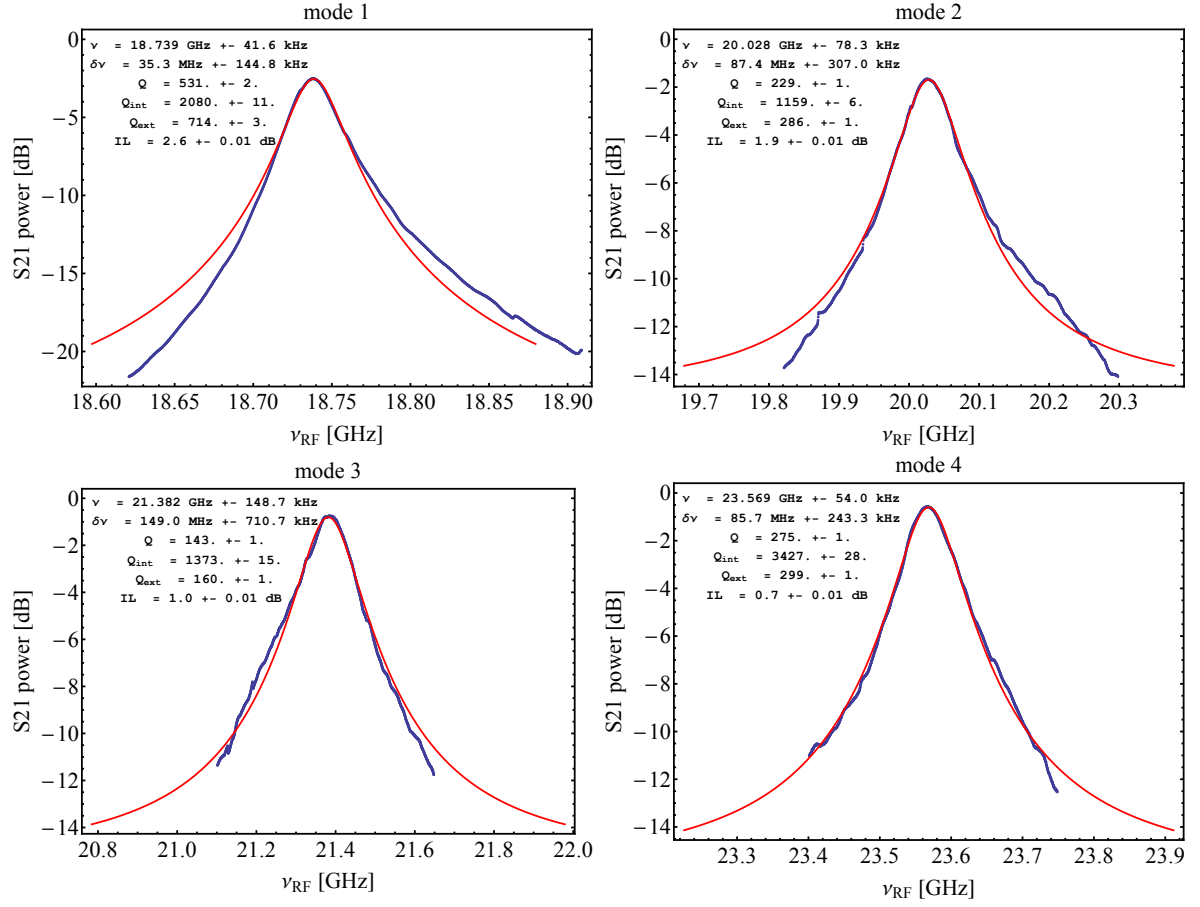 mode 1
ν = 18.739 GHz +- 41.6 kHz
δν = 35.3 MHz +- 144.8 kHz
Q = 531. +- 2.
Qint = 2080. +- 11.
Qext = 714. +- 3.
IL = 2.6 +- 0.01 dB
S21 power [dB]
0
−5
−10
−15
−20
18.60 18.65 18.70 18.75 18.80 18.85 18.90
νRF [GHz]
mode 2
ν = 20.028 GHz +- 78.3 kHz
δν = 87.4 MHz +- 307.0 kHz
Q = 229. +- 1.
Qint = 1159. +- 6.
Qext = 286. +- 1.
IL = 1.9 +- 0.01 dB
S21 power [dB]
0
−2
−4
−6
−8
−10
−12
−14
19.7 19.8 19.9 20.0 20.1 20.2 20.3
νRF [GHz]
mode 3
ν = 21.382 GHz +- 148.7 kHz
δν = 149.0 MHz +- 710.7 kHz
Q = 143. +- 1.
Qint = 1373. +- 15.
Qext = 160. +- 1.
IL = 1.0 +- 0.01 dB
S21 power [dB]
0
−2
−4
−6
−8
−10
−12
−14
20.8 21.0 21.2 21.4 21.6 21.8 22.0
νRF [GHz]
mode 4
ν = 23.569 GHz +- 54.0 kHz
δν = 85.7 MHz +- 243.3 kHz
Q = 275. +- 1.
Qint = 3427. +- 28.
Qext = 299. +- 1.
IL = 0.7 +- 0.01 dB
S21 power [dB]
0
−2
−4
−6
−8
−10
−12
−14
23.3 23.4 23.5 23.6 23.7 23.8 23.9
νRF [GHz]